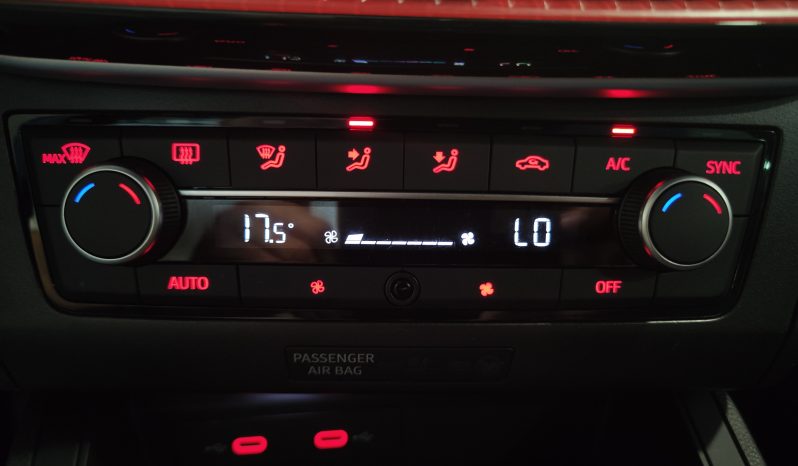 MAX
A/C
SYNC
17.5°
LO
AUTO
OFF
PASSENGER
AIR BAG